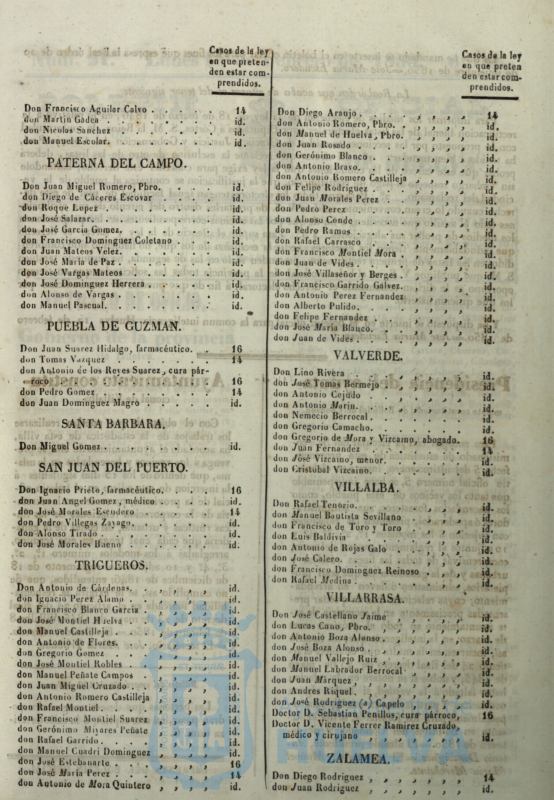 Casos de la ley
en que preten-
den estar com-
prendidos.
Don Francisco Aguilar Calvo . . . . . 14
don Martin Gadea . . . . . . id.
don Nicolas Sanchez . . . . . id.
don Manuel Escolar. . . . . . id.
PATERNA DEL CAMPO.
Don Juan Miguel Romero, Pbro. . . . id.
don Diego de Cáceres Escovar . . . . id.
don Roque Lopez . . . . . . id.
don José Salazar. . . . . . . id.
don José Garcia Gomez. . . . . . id.
don Francisco Dominguez Coletano . . . id.
don Juan Mateos Velez. . . . . . id.
don José Maria de Paz . . . . . id.
don José Vargas Mateos . . . . . id.
don José Dominguez Herrera . . . . id.
don Alonso de Vargas . . . . . . id.
don Manuel Pascual. . . . . . id.
PUEBLA DE GUZMAN.
Don Juan Suarez Hidalgo, farmacéutico. . . 16
don Tomas Vazquez . . . . . . 14
don Antonio de los Reyes Suarez, cura pár-
roco . . . . . . . . 16
don Pedro Gomez . . . . . . 14
don Juan Dominguez Magro . . . . id.
SANTA BARBARA.
Don Miguel Gomez . . . . . . id.
SAN JUAN DEL PUERTO.
Don Ignacio Prieto, farmacéutico. . . . 16
don Juan Angel Gomez, médico . . . . id.
don José Morales Escudero . . . . 14
don Pedro Villegas Zayago. . . . . id.
don Alonso Tirado . . . . . . id.
don José Morales Bueno . . . . . id.
TRIGUEROS.
Don Antonio de Cárdenas. . . . . id.
don Ignacio Perez Alamo . . . . . id.
don Francisco Blanco Garcia . . . . id.
don José Montiel Huelva . . . . . id.
don Manuel Castilleja . . . . . id.
don Antonio de Flores. . . . . . id.
don Gregorio Gomez . . . . . id.
don José Montiel Robles . . . . . id.
don Manuel Peñate Campos . . . . id.
don Juan Miguel Cruzado . . . . . id.
don Antonio Romero Castilleja . . . . id.
don Rafael Montiel. . . . . . id.
don Francisco Montiel Suarez . . . . id.
don Gerónimo Miyares Peñate . . . . id.
don Rafael Garrido. . . . . . id.
don Manuel Cuadri Dominguez . . . . id.
don José Estebanarte . . . . . 16
don José Maria Perez . . . . . 14
don Antonio de Mora Quintero . . . . id.
Casos de la ley
en que preten
den estar com-
prendidos.
Don Diego Araujo . . . . . . 14
don Antonio Romero, Pbro. . . . . id.
don Manuel de Huelva, Pbro. . . . . id.
don Juan Rosado . . . . . . id.
don Gerónimo Blanco . . . . . id.
don Antonio Bravo. . . . . . id.
don Antonio Romero Castilleja . . . . id.
don Felipe Rodriguez . . . . . id.
don Juan Morales Perez . . . . . id.
don Pedro Perez . . . . . . id.
don Alonso Conde . . . . . . id.
don Pedro Ramos . . . . . . id.
don Rafael Carrasco . . . . . id.
don Francisco Montiel Mora . . . . id.
don Juan de Vides . . . . . . id.
don José Villaseñor y Berges . . . . id.
don Francisco Garrido Galvez. . . . . id.
don Antonio Perez Fernandez . . . . id.
don Alberto Pulido. . . . . . id.
don Felipe Fernandez . . . . . id.
don José Maria Blanco. . . . . . id.
don Juan de Vides . . . . . . id.
VALVERDE.
Don Lino Rivera . . . . . . id.
don José Tomas Bermejo . . . . . id.
don Antonio Cejudo . . . . . id.
don Antonio Marin. . . . . . id.
don Nemecio Berrocal . . . . . id.
don Gregorio Camacho. . . . . . id.
don Gregorio de Mora y Vizcaino, abogado. 16
don Juan Fernandez . . . . . 14
don José Vizcaino, menor. . . . . id.
don Cristobal Vizcaino. . . . . . id.
VILLALBA.
Don Rafael Tenorio. . . . . . id.
don Manuel Bautista Sevillano . . . . id.
don Francisco de Toro y Toro . . . . id.
don Luis Baldivia . . . . . . id.
don Antonio de Rojas Galo . . . . id.
don José Calero. . . . . . . id.
don Francisco Dominguez Reinoso . . . id.
don Rafael Medina . . . . . . id.
VILLARRASA.
Don José Castellano Jaime . . . . id.
don Lucas Cano, Pbro. . . . . . id.
don Antonio Boza Alonso . . . . . id.
don José Boza Alonso . . . . . id.
don Manuel Vallejo Ruiz . . . . . id.
don Manuel Labrador Berrocal . . . . id.
don Juan Marquez . . . . . . id.
don Andres Riquel. . . . . . id.
don José Rodriguez (a) Capelo . . . . id.
Doctor D. Sebastian Penillos, cura párroco, 16
Doctor D. Vicente Ferrer Ramirez Cruzado,
médico y cirujano . . . . . id.
ZALAMEA.
Don Diego Rodriguez . . . . . 14
don Juan Rodriguez . . . . . id.
HUELVA